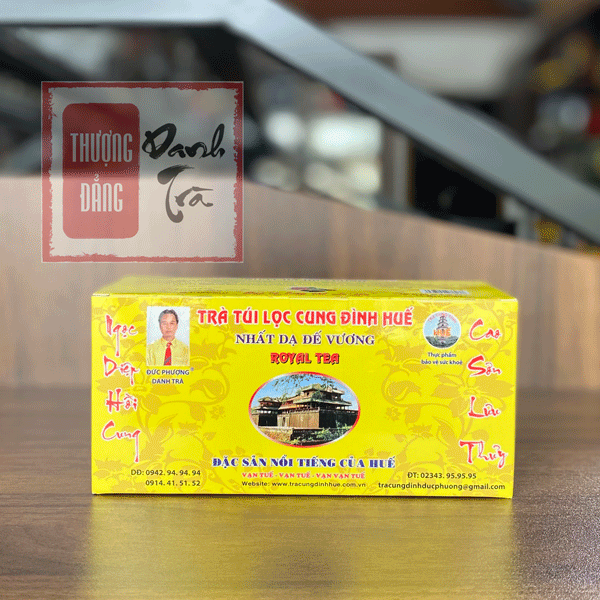 THƯỢNG
ĐẲNG
Danh
Trà
TRÀ TÚI LỌC CUNG ĐÌNH HUẾ
NHẤT DẠ ĐẾ VƯƠNG
ROYAL TEA
ĐỨC PHƯỢNG
DANH TRÀ
Thực phẩm
bảo vệ sức khoẻ
Ngọc
Diệp
Hồi
Cung
Cao
Sơn
Lưu
Thủy
ĐẶC SẢN NỔI TIẾNG CỦA HUẾ
VẠN TUẾ - VẠN TUẾ - VẠN VẠN TUẾ
DĐ: 0942. 94. 94. 94
0914. 41. 51. 52
Website: www.tracungdinhhue.com.vn
ĐT: 02343. 95.95.95
tracungdinhducphuong@gmail.com